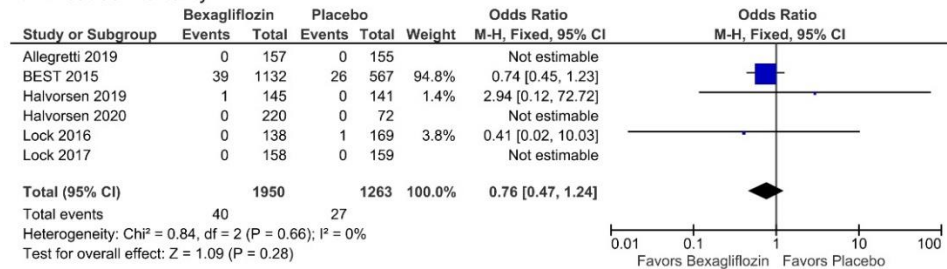 Bexagliflozin Placebo Odds Ratio Odds Ratio
Study or Subgroup Events Total Events Total Weight M-H, Fixed, 95% CI M-H, Fixed, 95% CI
Allegretti 2019 0 157 0 155 Not estimable
BEST 2015 39 1132 26 567 94.8% 0.74 [0.45, 1.23]
Halvorsen 2019 1 145 0 141 1.4% 2.94 [0.12, 72.72]
Halvorsen 2020 0 220 0 72 Not estimable
Lock 2016 0 138 1 169 3.8% 0.41 [0.02, 10.03]
Lock 2017 0 158 0 159 Not estimable
Total (95% CI) 1950 1263 100.0% 0.76 [0.47, 1.24]
Total events 40 27
Heterogeneity: Chi² = 0.84, df = 2 (P = 0.66); I² = 0%
Test for overall effect: Z = 1.09 (P = 0.28)
0.01 0.1 1 10 100
Favors Bexagliflozin Favors Placebo